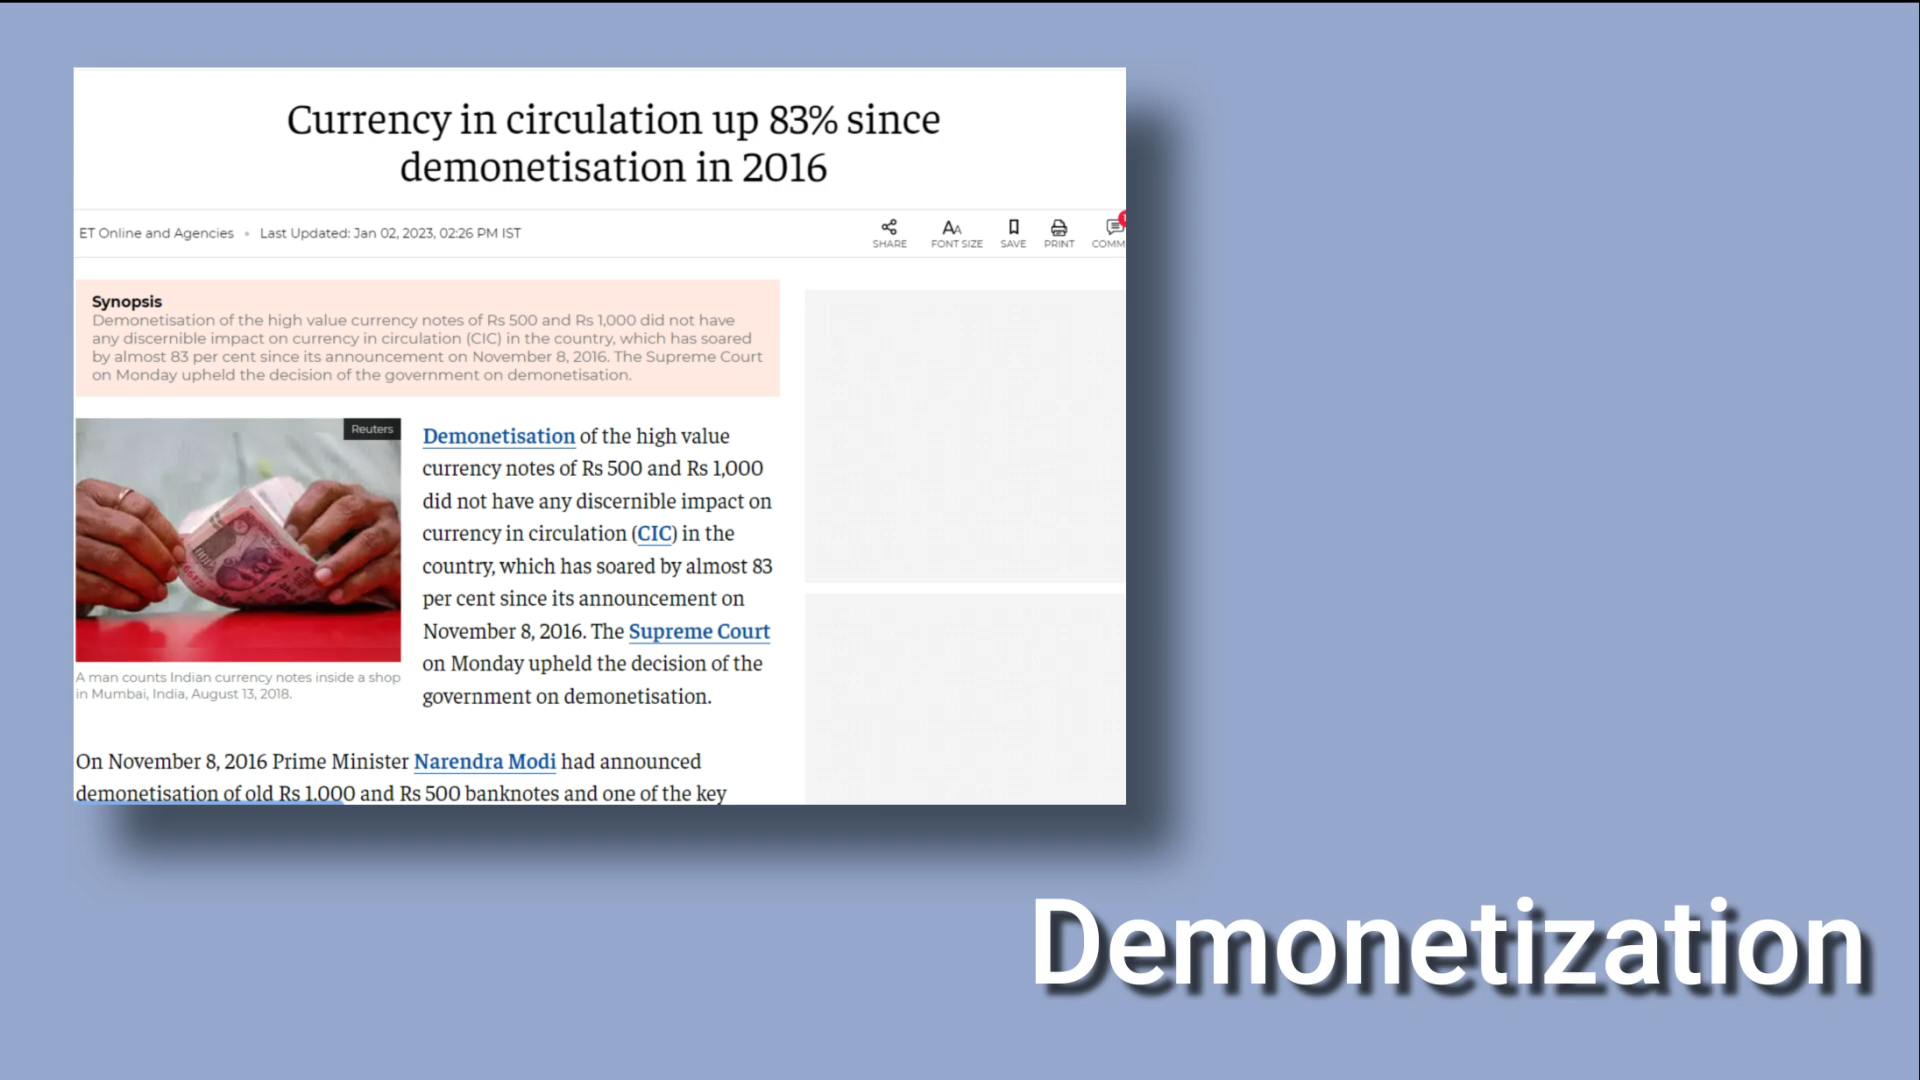 Currency in circulation up 83% since
demonetisation in 2016
ET Online and Agencies • Last Updated: Jan 02, 2023, 02:26 PM IST
SHARE
FONT SIZE
SAVE
PRINT
COMM
Synopsis
Demonetisation of the high value currency notes of Rs 500 and Rs 1,000 did not have
any discernible impact on currency in circulation (CIC) in the country, which has soared
by almost 83 per cent since its announcement on November 8, 2016. The Supreme Court
on Monday upheld the decision of the government on demonetisation.
Reuters
A man counts Indian currency notes inside a shop
in Mumbai, India, August 13, 2018.
Demonetisation of the high value
currency notes of Rs 500 and Rs 1,000
did not have any discernible impact on
currency in circulation (CIC) in the
country, which has soared by almost 83
per cent since its announcement on
November 8, 2016. The Supreme Court
on Monday upheld the decision of the
government on demonetisation.
On November 8, 2016 Prime Minister Narendra Modi had announced
demonetisation of old Rs 1,000 and Rs 500 banknotes and one of the key
Demonetization